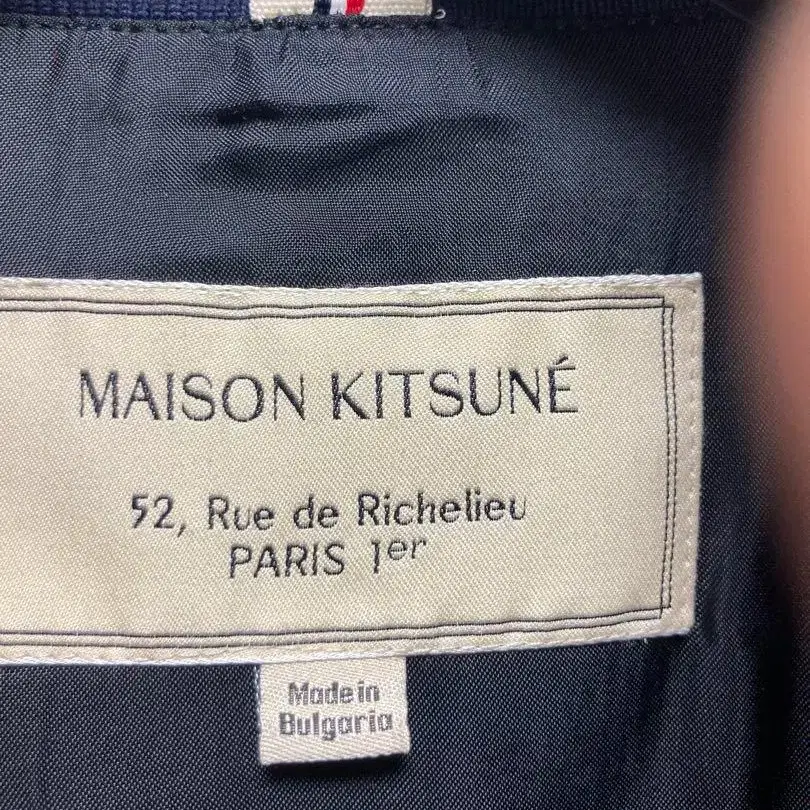 MAISON KITSUNÉ
52, Rue de Richelieu
PARIS 1er
Made in
Bulgaria